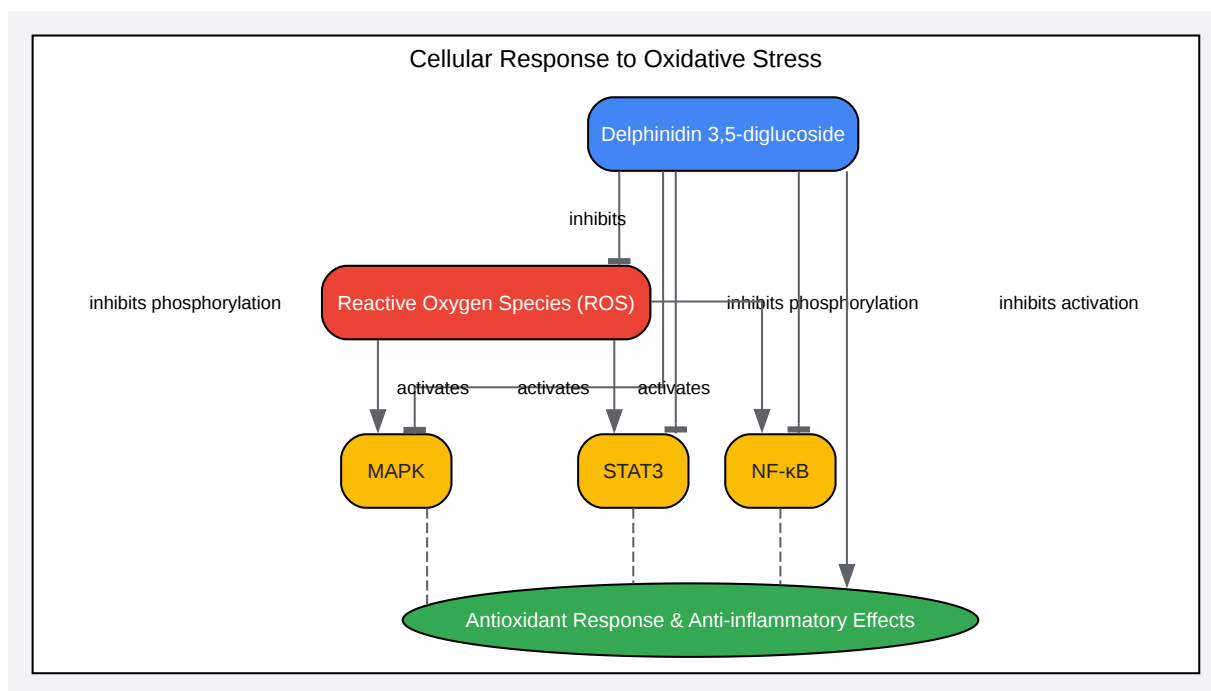 Cellular Response to Oxidative Stress
Delphinidin 3,5-diglucoside
inhibits
inhibits phosphorylation
Reactive Oxygen Species (ROS)
inhibits phosphorylation
inhibits activation
activates
activates
activates
MAPK
STAT3
NF-κB
Antioxidant Response & Anti-inflammatory Effects